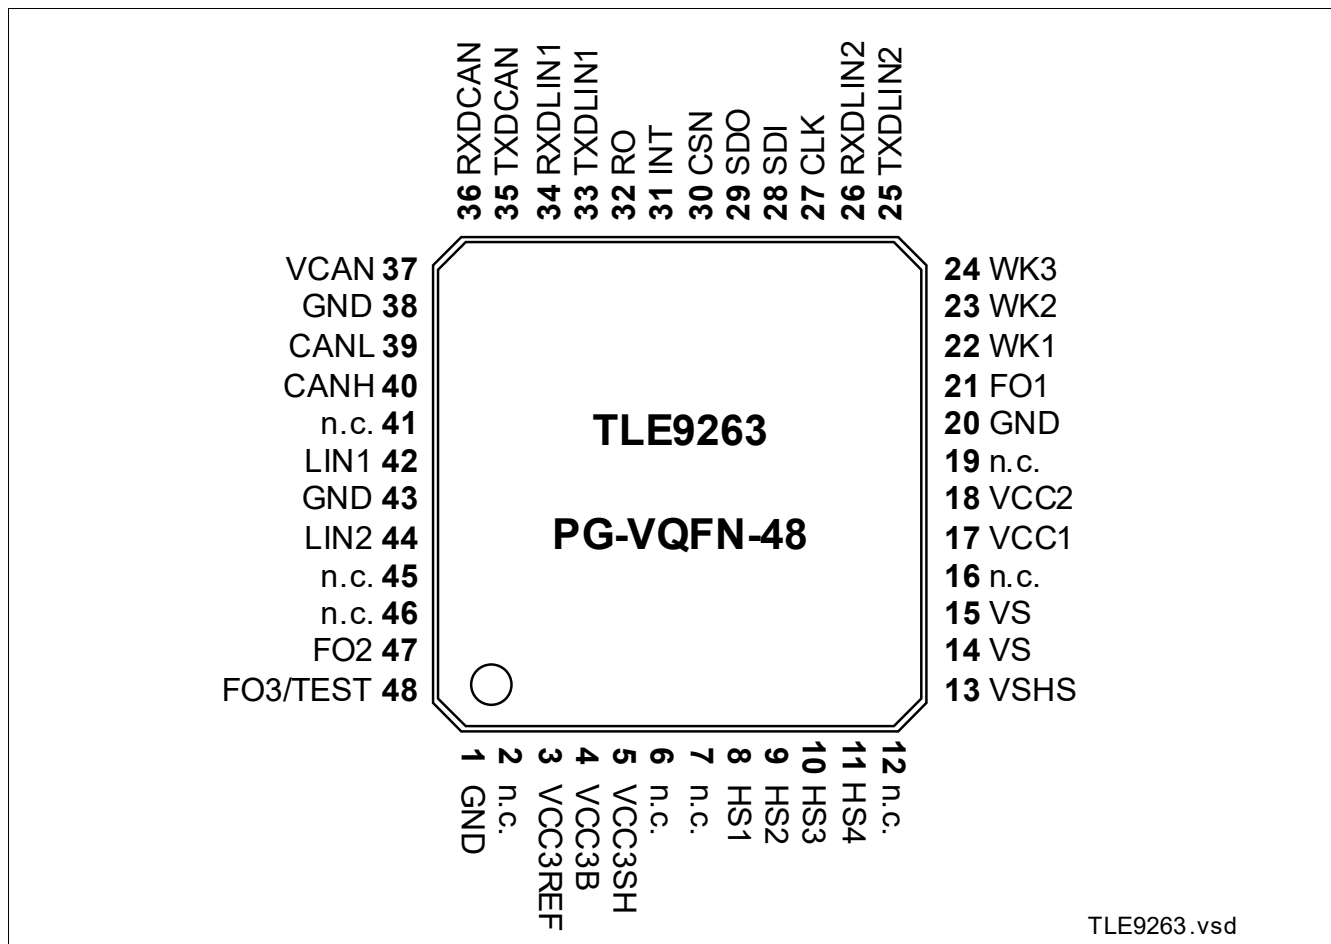 36 RXDCAN
35 TXDCAN
34 RXDLIN1
33 TXDLIN1
32 RO
31 INT
30 CSN
29 SDO
28 SDI
27 CLK
26 RXDLIN2
25 TXDLIN2
VCAN 37
GND 38
CANL 39
CANH 40
n.c. 41
LIN1 42
GND 43
LIN2 44
n.c. 45
n.c. 46
FO2 47
FO3/TEST 48
TLE9263
PG-VQFN-48
24 WK3
23 WK2
22 WK1
21 FO1
20 GND
19 n.c.
18 VCC2
17 VCC1
16 n.c.
15 VS
14 VS
13 VSHS
1 GND
2 n.c.
3 VCC3REF
4 VCC3B
5 VCC3SH
6 n.c.
7 n.c.
8 HS1
9 HS2
10 HS3
11 HS4
12 n.c.
TLE9263.vsd